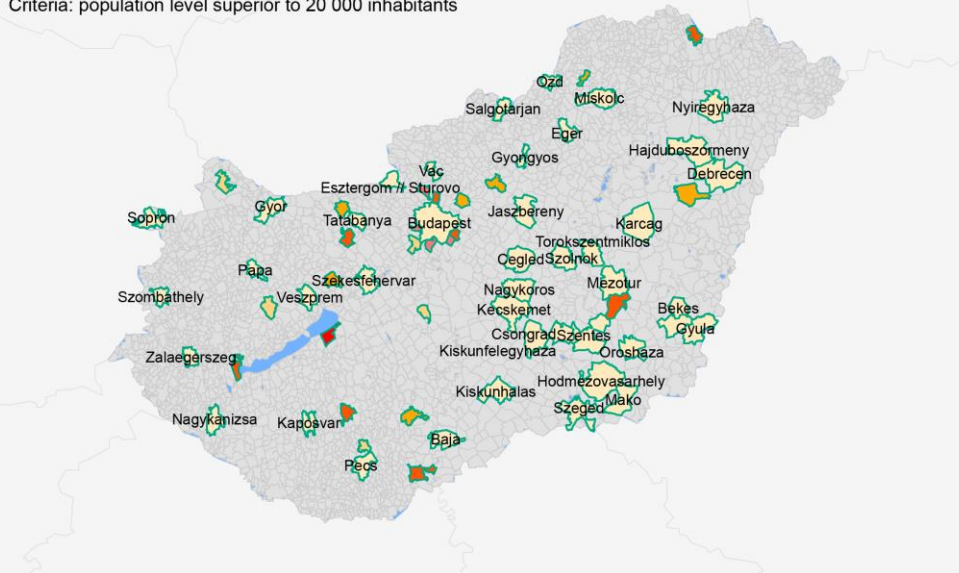 Criteria: population level superior to 20 000 inhabitants
Ozd
Miskolc
Salgotarjan
Nyiregyhaza
Eger
Gyongyos
Hajduboszormeny
Vac
Debrecen
Esztergom // Sturovo
Gyor
Sopron
Tatabanya
Budapest
Jaszbereny
Karcag
Torokszentmiklos
Cegled
Szolnok
Papa
Szekesfehervar
Mezotur
Szombathely
Veszprem
Nagykoros
Kecskemet
Bekes
Gyula
Csongrad
Szentes
Kiskunfelegyhaza
Oroshaza
Zalaegerszeg
Hodmezovasarhely
Kiskunhalas
Mako
Szeged
Nagykanizsa
Kaposvar
Baja
Pecs